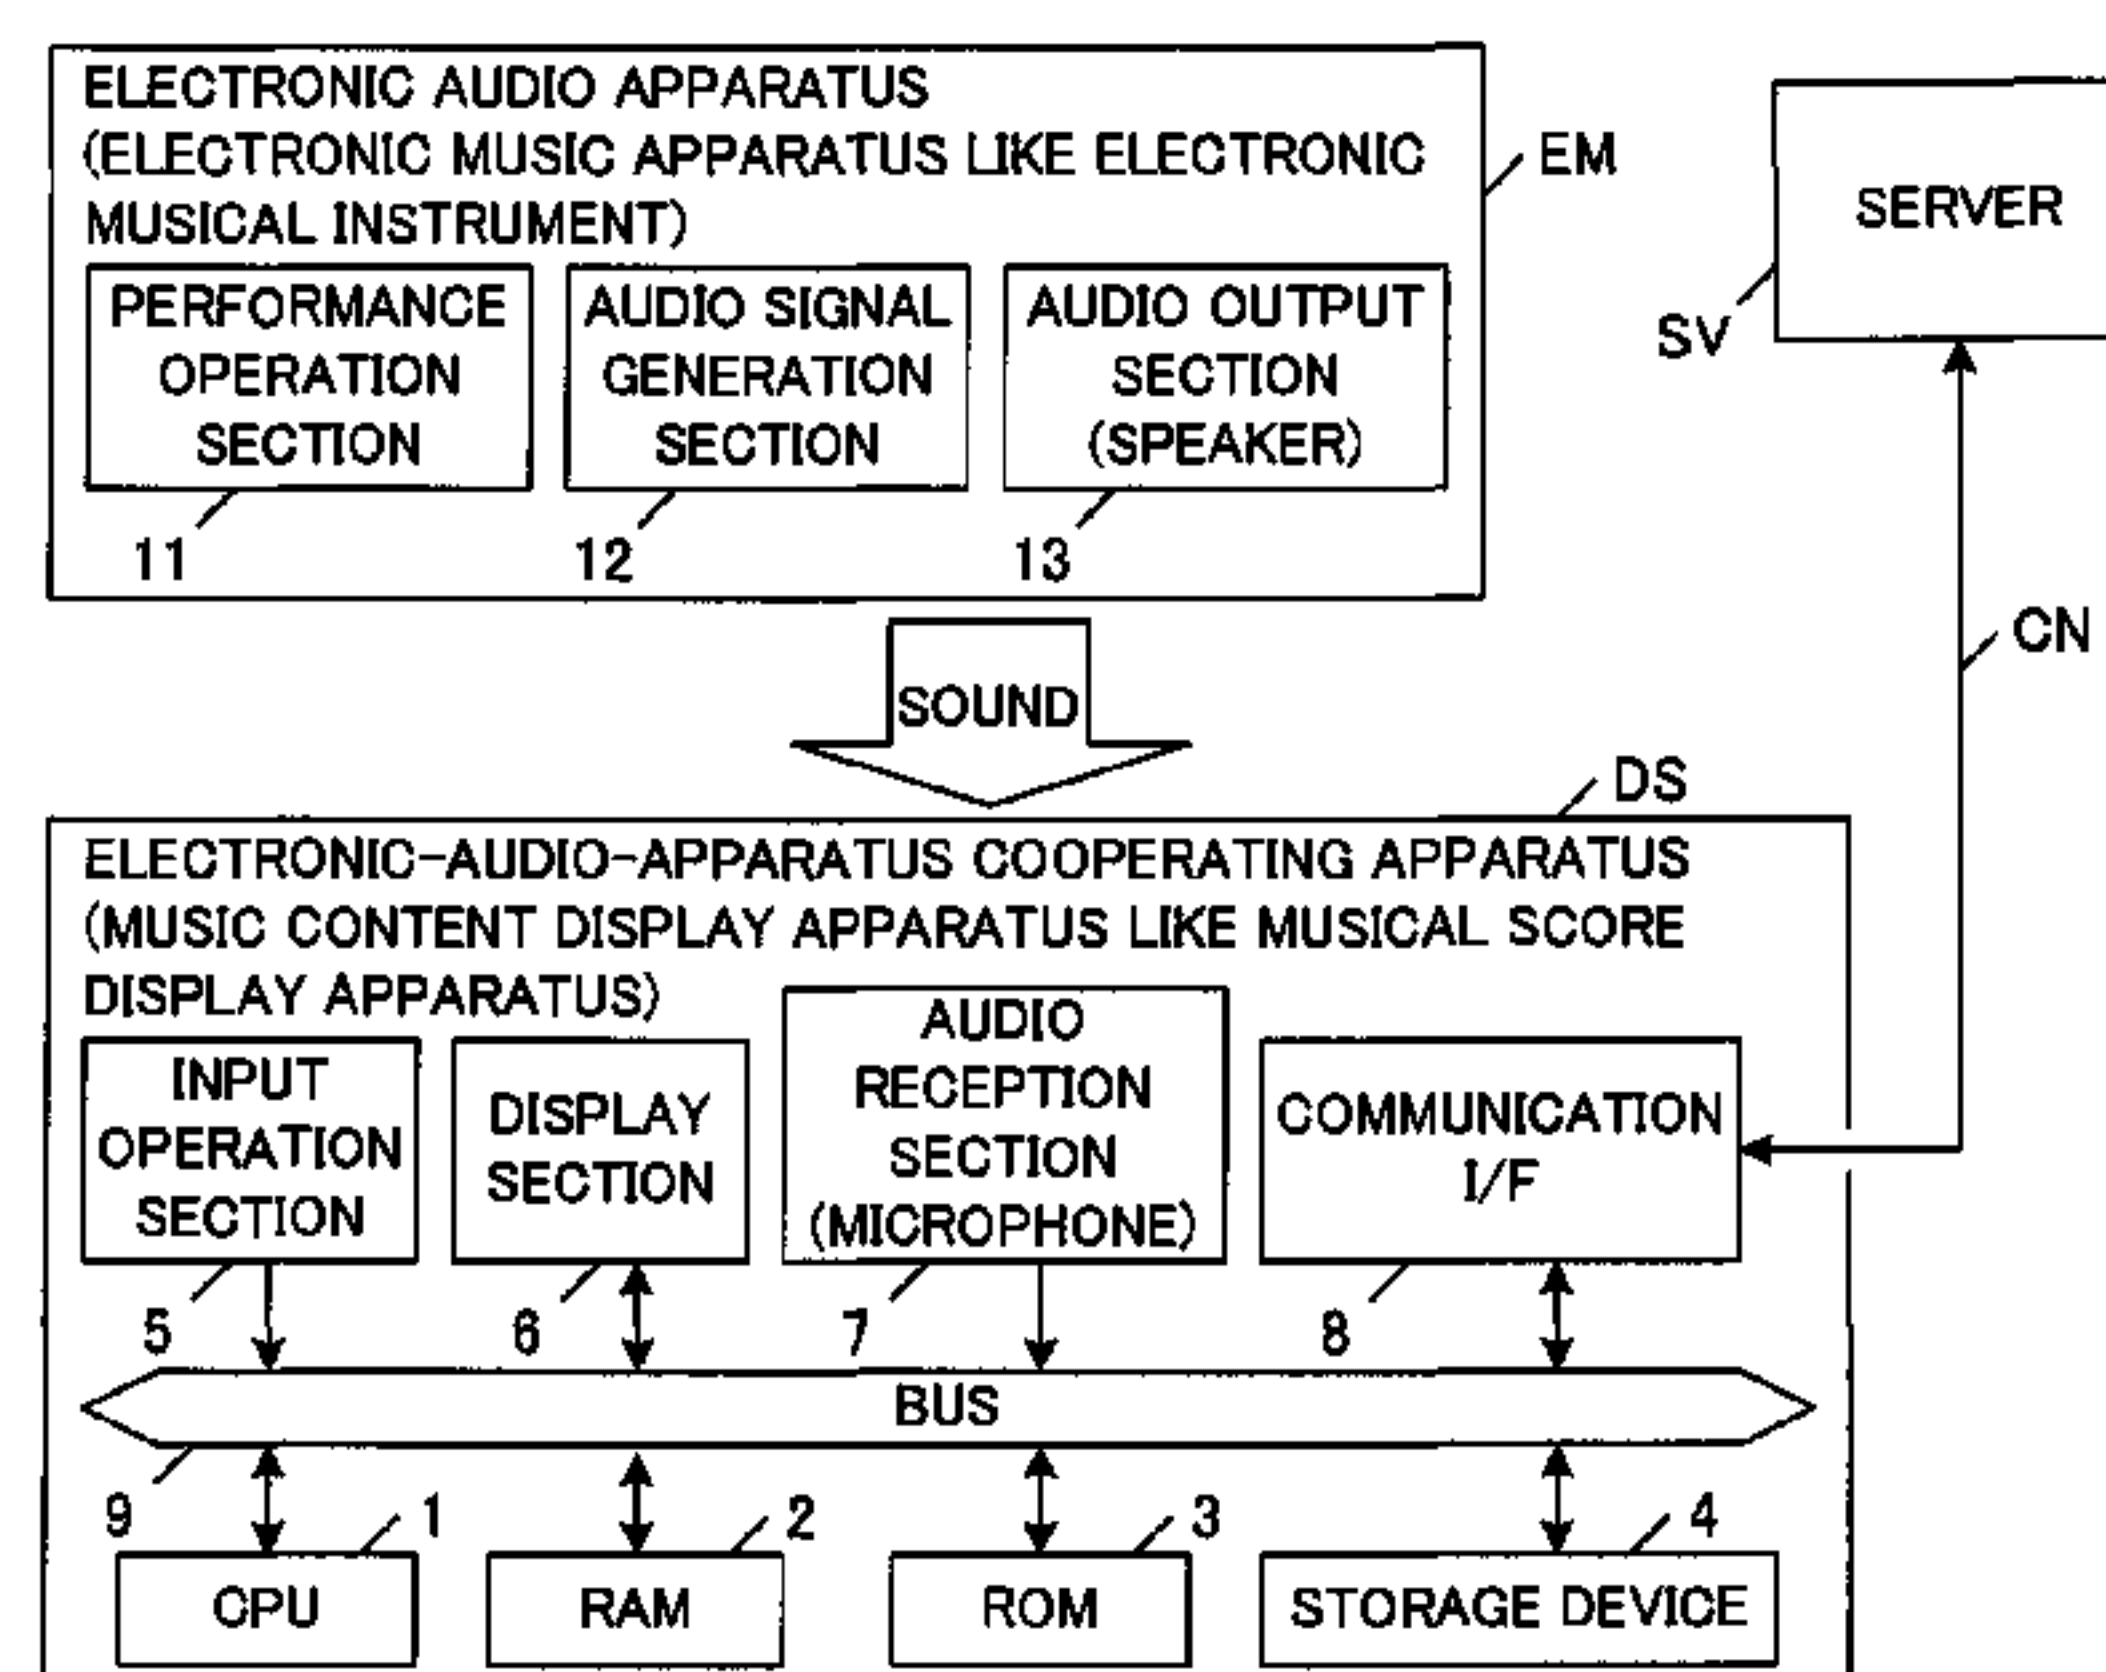 ELECTRONIC AUDIO APPARATUS
(ELECTRONIC MUSIC APPARATUS LIKE ELECTRONIC
MUSICAL INSTRUMENT)
EM
SERVER
SV
PERFORMANCE
OPERATION
SECTION
AUDIO SIGNAL
GENERATION
SECTION
AUDIO OUTPUT
SECTION
(SPEAKER)
11
12
13
CN
SOUND
DS
ELECTRONIC-AUDIO-APPARATUS COOPERATING APPARATUS
(MUSIC CONTENT DISPLAY APPARATUS LIKE MUSICAL SCORE
DISPLAY APPARATUS)
INPUT
OPERATION
SECTION
DISPLAY
SECTION
AUDIO
RECEPTION
SECTION
(MICROPHONE)
COMMUNICATION
I/F
5
6
7
8
BUS
9
1
2
3
4
CPU
RAM
ROM
STORAGE DEVICE